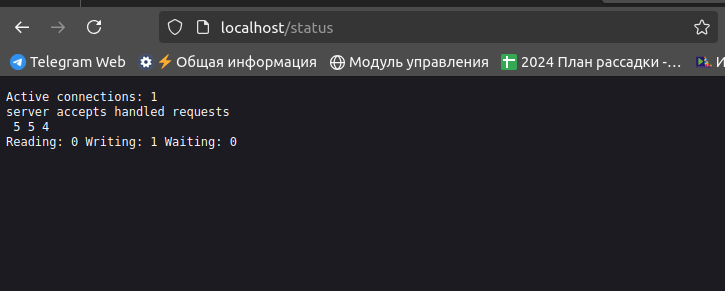 localhost/status
Telegram Web ⚡Общая информация Модуль управления 2024 План рассадки -…
Active connections: 1
server accepts handled requests
5 5 4
Reading: 0 Writing: 1 Waiting: 0